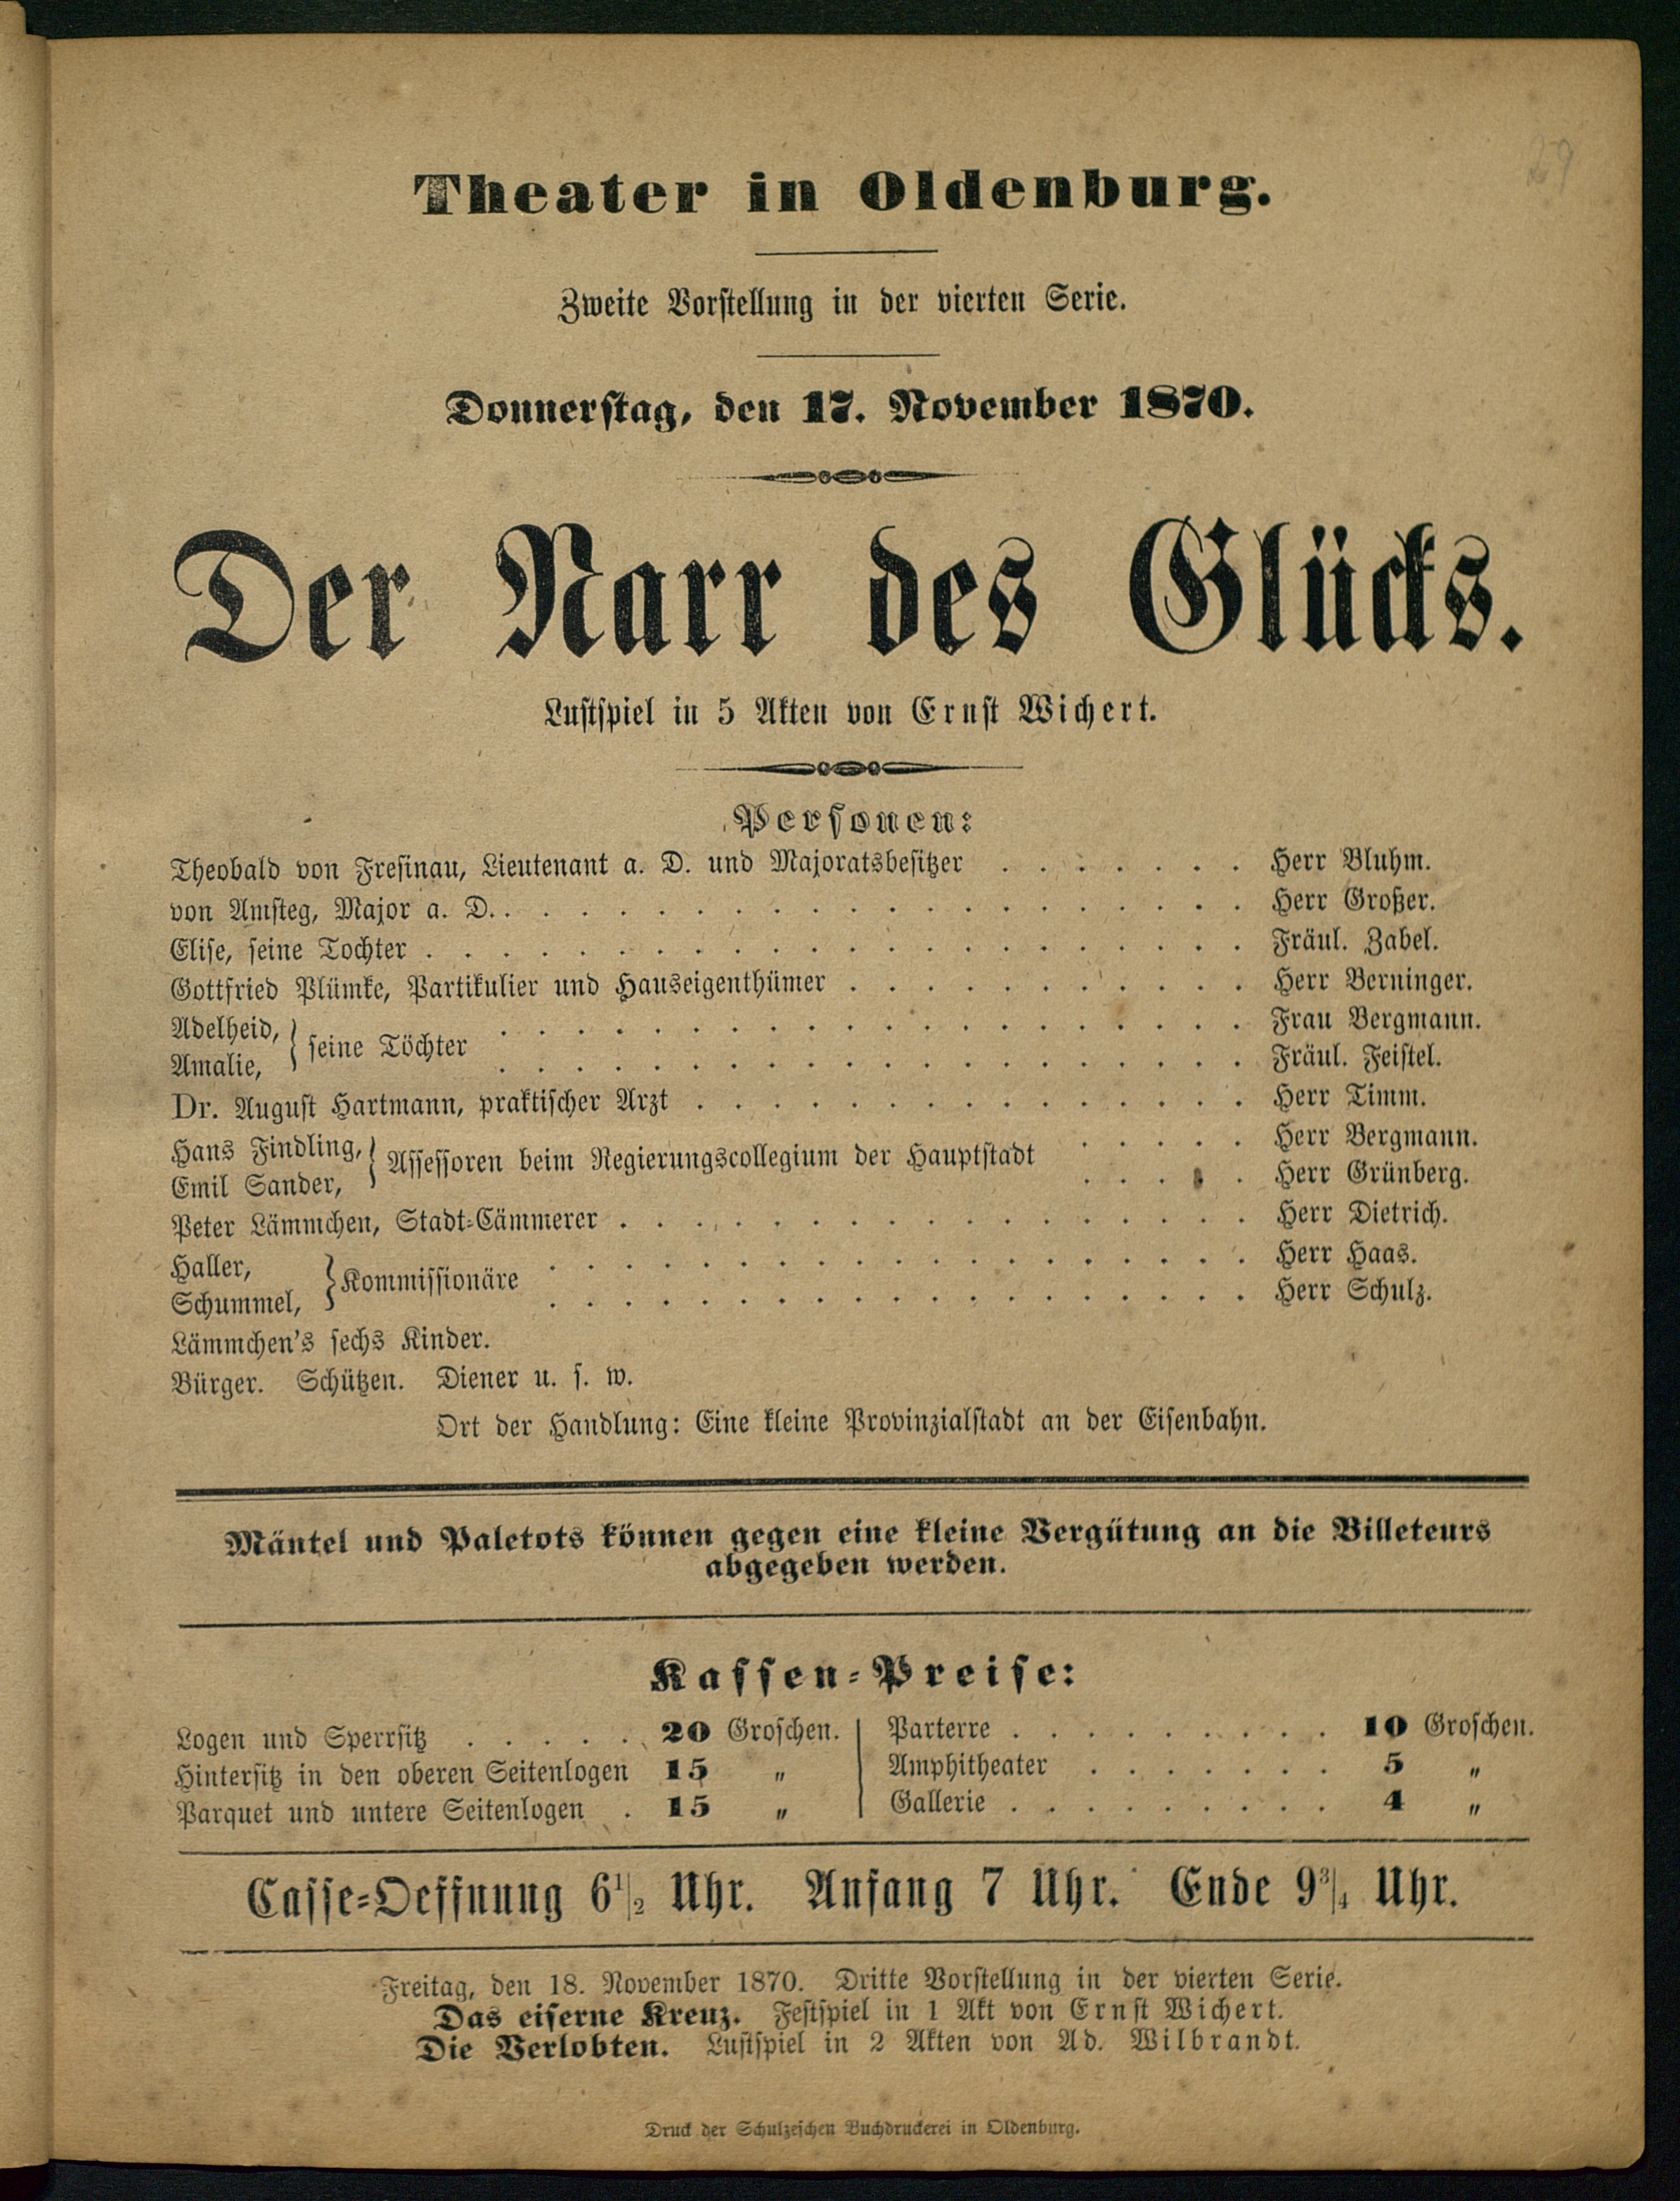 29
Theater in Oldenburg.
Zweite Vorstellung in der vierten Serie.
Donnerstag, den 17. November 1870.
Der Narr des Glücks.
Lustspiel in 5 Akten von Ernst Wichert.
Personen:
Theobald von Fresinau, Lieutenant a. D. und Majoratsbesitzer . . . . . . . Herr Bluhm.
von Amsteg, Major a. D. . . . . . . . . . . . . . . . . . . . . Herr Großer.
Elise, seine Tochter . . . . . . . . . . . . . . . . . . . . . . Fräul. Zabel.
Gottfried Plümke, Partikulier und Hauseigenthümer . . . . . . . . . . . Herr Berninger.
Adelheid, } seine Töchter . . . . . . . . . . . . . . . . . . . . Frau Bergmann.
Amalie, . . . . . . . . . . . . . . . . . . . . Fräul. Feistel.
Dr. August Hartmann, praktischer Arzt . . . . . . . . . . . . . . . Herr Timm.
Hans Findling, } Assessoren beim Regierungscollegium der Hauptstadt . . . . . Herr Bergmann.
Emil Sander, . . . . . Herr Grünberg.
Peter Lämmchen, Stadt-Cämmerer . . . . . . . . . . . . . . . . . Herr Dietrich.
Haller, } Kommissionäre . . . . . . . . . . . . . . . . . . . Herr Haas.
Schummel, . . . . . . . . . . . . . . . . . . . Herr Schulz.
Lämmchen's sechs Kinder.
Bürger. Schützen. Diener u. s. w.
Ort der Handlung: Eine kleine Provinzialstadt an der Eisenbahn.
Mäntel und Paletots können gegen eine kleine Vergütung an die Billeteurs
abgegeben werden.
Kassen-Preise:
Logen und Sperrsitz . . . . . 20 Groschen.
Hintersitz in den oberen Seitenlogen 15 "
Parquet und untere Seitenlogen . 15 "
Parterre . . . . . . . . . 10 Groschen.
Amphitheater . . . . . . . 5 "
Gallerie . . . . . . . . . 4 "
Casse-Oeffnung 6 1/2 Uhr. Anfang 7 Uhr. Ende 9 3/4 Uhr.
Freitag, den 18. November 1870. Dritte Vorstellung in der vierten Serie.
Das eiserne Kreuz. Festspiel in 1 Akt von Ernst Wichert.
Die Verlobten. Lustspiel in 2 Akten von Ad. Wilbrandt.
Druck der Schulzeschen Buchdruckerei in Oldenburg.